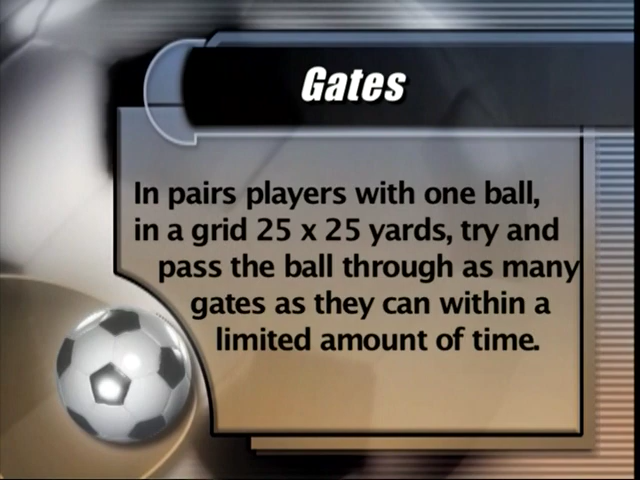 Gates
In pairs players with one ball,
in a grid 25 x 25 yards, try and
pass the ball through as many
gates as they can within a
limited amount of time.